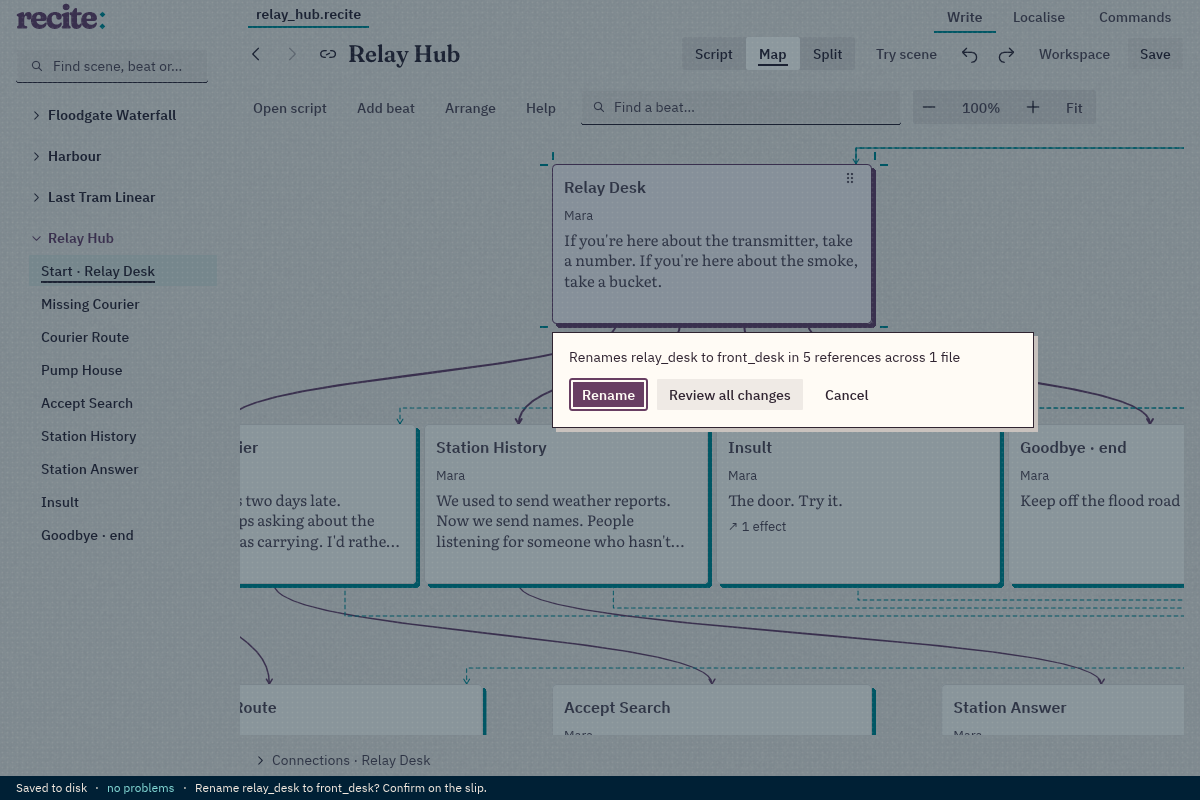 recite:
relay_hub.recite
Write
Localise
Commands
Find scene, beat or...
Relay Hub
Script
Map
Split
Try scene
Workspace
Save
Open script
Add beat
Arrange
Help
Find a beat...
100%
Fit
Floodgate Waterfall
Harbour
Last Tram Linear
Relay Hub
Start · Relay Desk
Missing Courier
Courier Route
Pump House
Accept Search
Station History
Station Answer
Insult
Goodbye · end
Relay Desk
Mara
If you're here about the transmitter, take
a number. If you're here about the smoke,
take a bucket.
Renames relay_desk to front_desk in 5 references across 1 file
Rename
Review all changes
Cancel
ier
s two days late.
ps asking about the
as carrying. I'd rathe...
Station History
Mara
We used to send weather reports.
Now we send names. People
listening for someone who hasn't...
Insult
Mara
The door. Try it.
↗ 1 effect
Goodbye · end
Mara
Keep off the flood road
Route
Accept Search
Mara
Station Answer
Mara
Connections · Relay Desk
Saved to disk · no problems · Rename relay_desk to front_desk? Confirm on the slip.